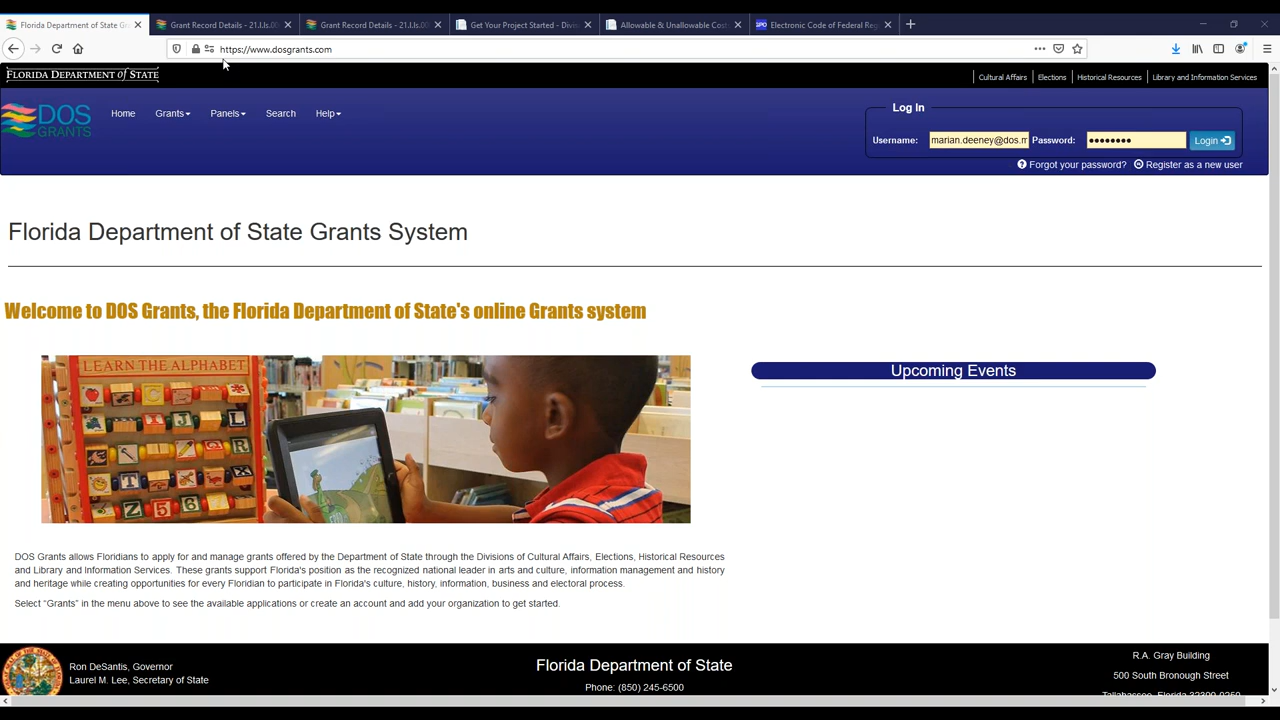 Florida Department of State Gr
Grant Record Details - 21.l.ls.00
Grant Record Details - 21.l.ls.00
Get Your Project Started - Divi
Allowable & Unallowable Cost
Electronic Code of Federal Reg
https://www.dosgrants.com
FLORIDA DEPARTMENT of STATE
Cultural Affairs
Elections
Historical Resources
Library and Information Services
DOS
GRANTS
Home
Grants
Panels
Search
Help
Log In
Username:
marian.deeney@dos.m
Password:
Login
Forgot your password?
Register as a new user
Florida Department of State Grants System
Welcome to DOS Grants, the Florida Department of State's online Grants system
LEARN THE ALPHABET
Upcoming Events
DOS Grants allows Floridians to apply for and manage grants offered by the Department of State through the Divisions of Cultural Affairs, Elections, Historical Resources
and Library and Information Services. These grants support Florida's position as the recognized national leader in arts and culture, information management and history
and heritage while creating opportunities for every Floridian to participate in Florida's culture, history, information, business and electoral process.
Select “Grants” in the menu above to see the available applications or create an account and add your organization to get started.
Ron DeSantis, Governor
Laurel M. Lee, Secretary of State
Florida Department of State
Phone: (850) 245-6500
R.A. Gray Building
500 South Bronough Street
Tallahassee, Florida 32399-0250